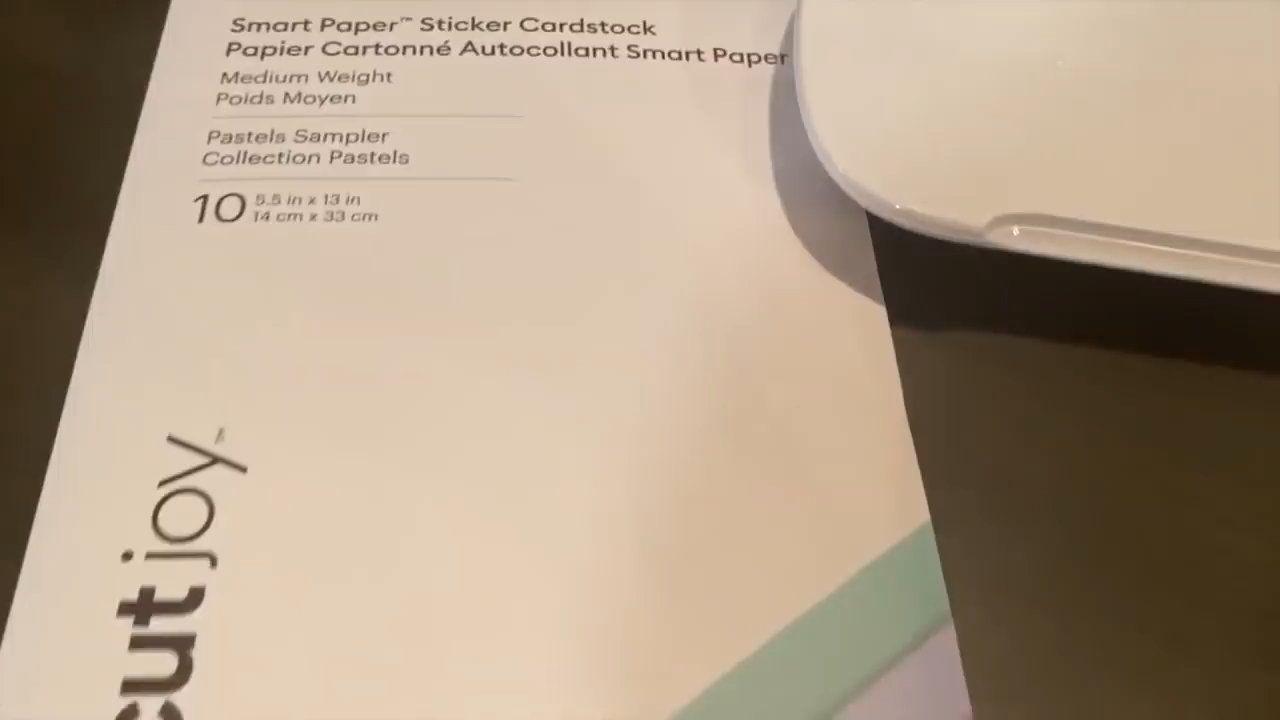 Smart Paper™ Sticker Cardstock
Papier Cartonné Autocollant Smart Paper
Medium Weight
Poids Moyen
Pastels Sampler
Collection Pastels
10 5.5 in x 13 in
14 cm x 33 cm
cut joy™